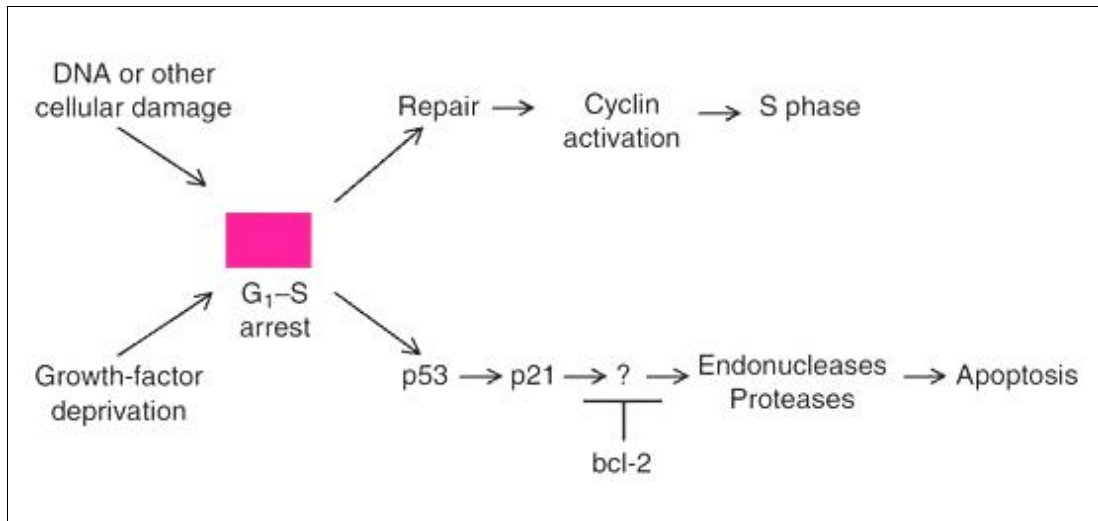 DNA or other
cellular damage
Repair
Cyclin
activation
S phase
G₁–S
arrest
Growth-factor
deprivation
p53
p21
?
Endonucleases
Proteases
Apoptosis
bcl-2